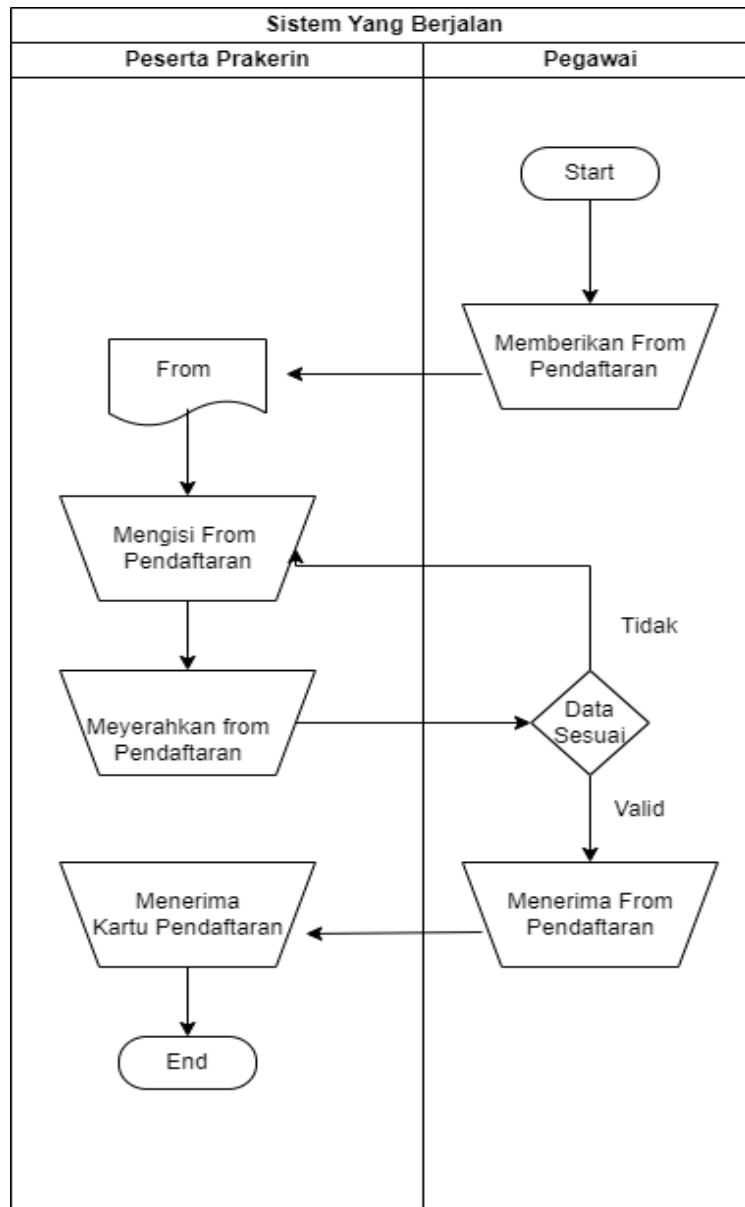 Sistem Yang Berjalan
Peserta Prakerin
Pegawai
Start
Memberikan From
Pendaftaran
From
Mengisi From
Pendaftaran
Tidak
Meyerahkan from
Pendaftaran
Data
Sesuai
Valid
Menerima
Kartu Pendaftaran
Menerima From
Pendaftaran
End